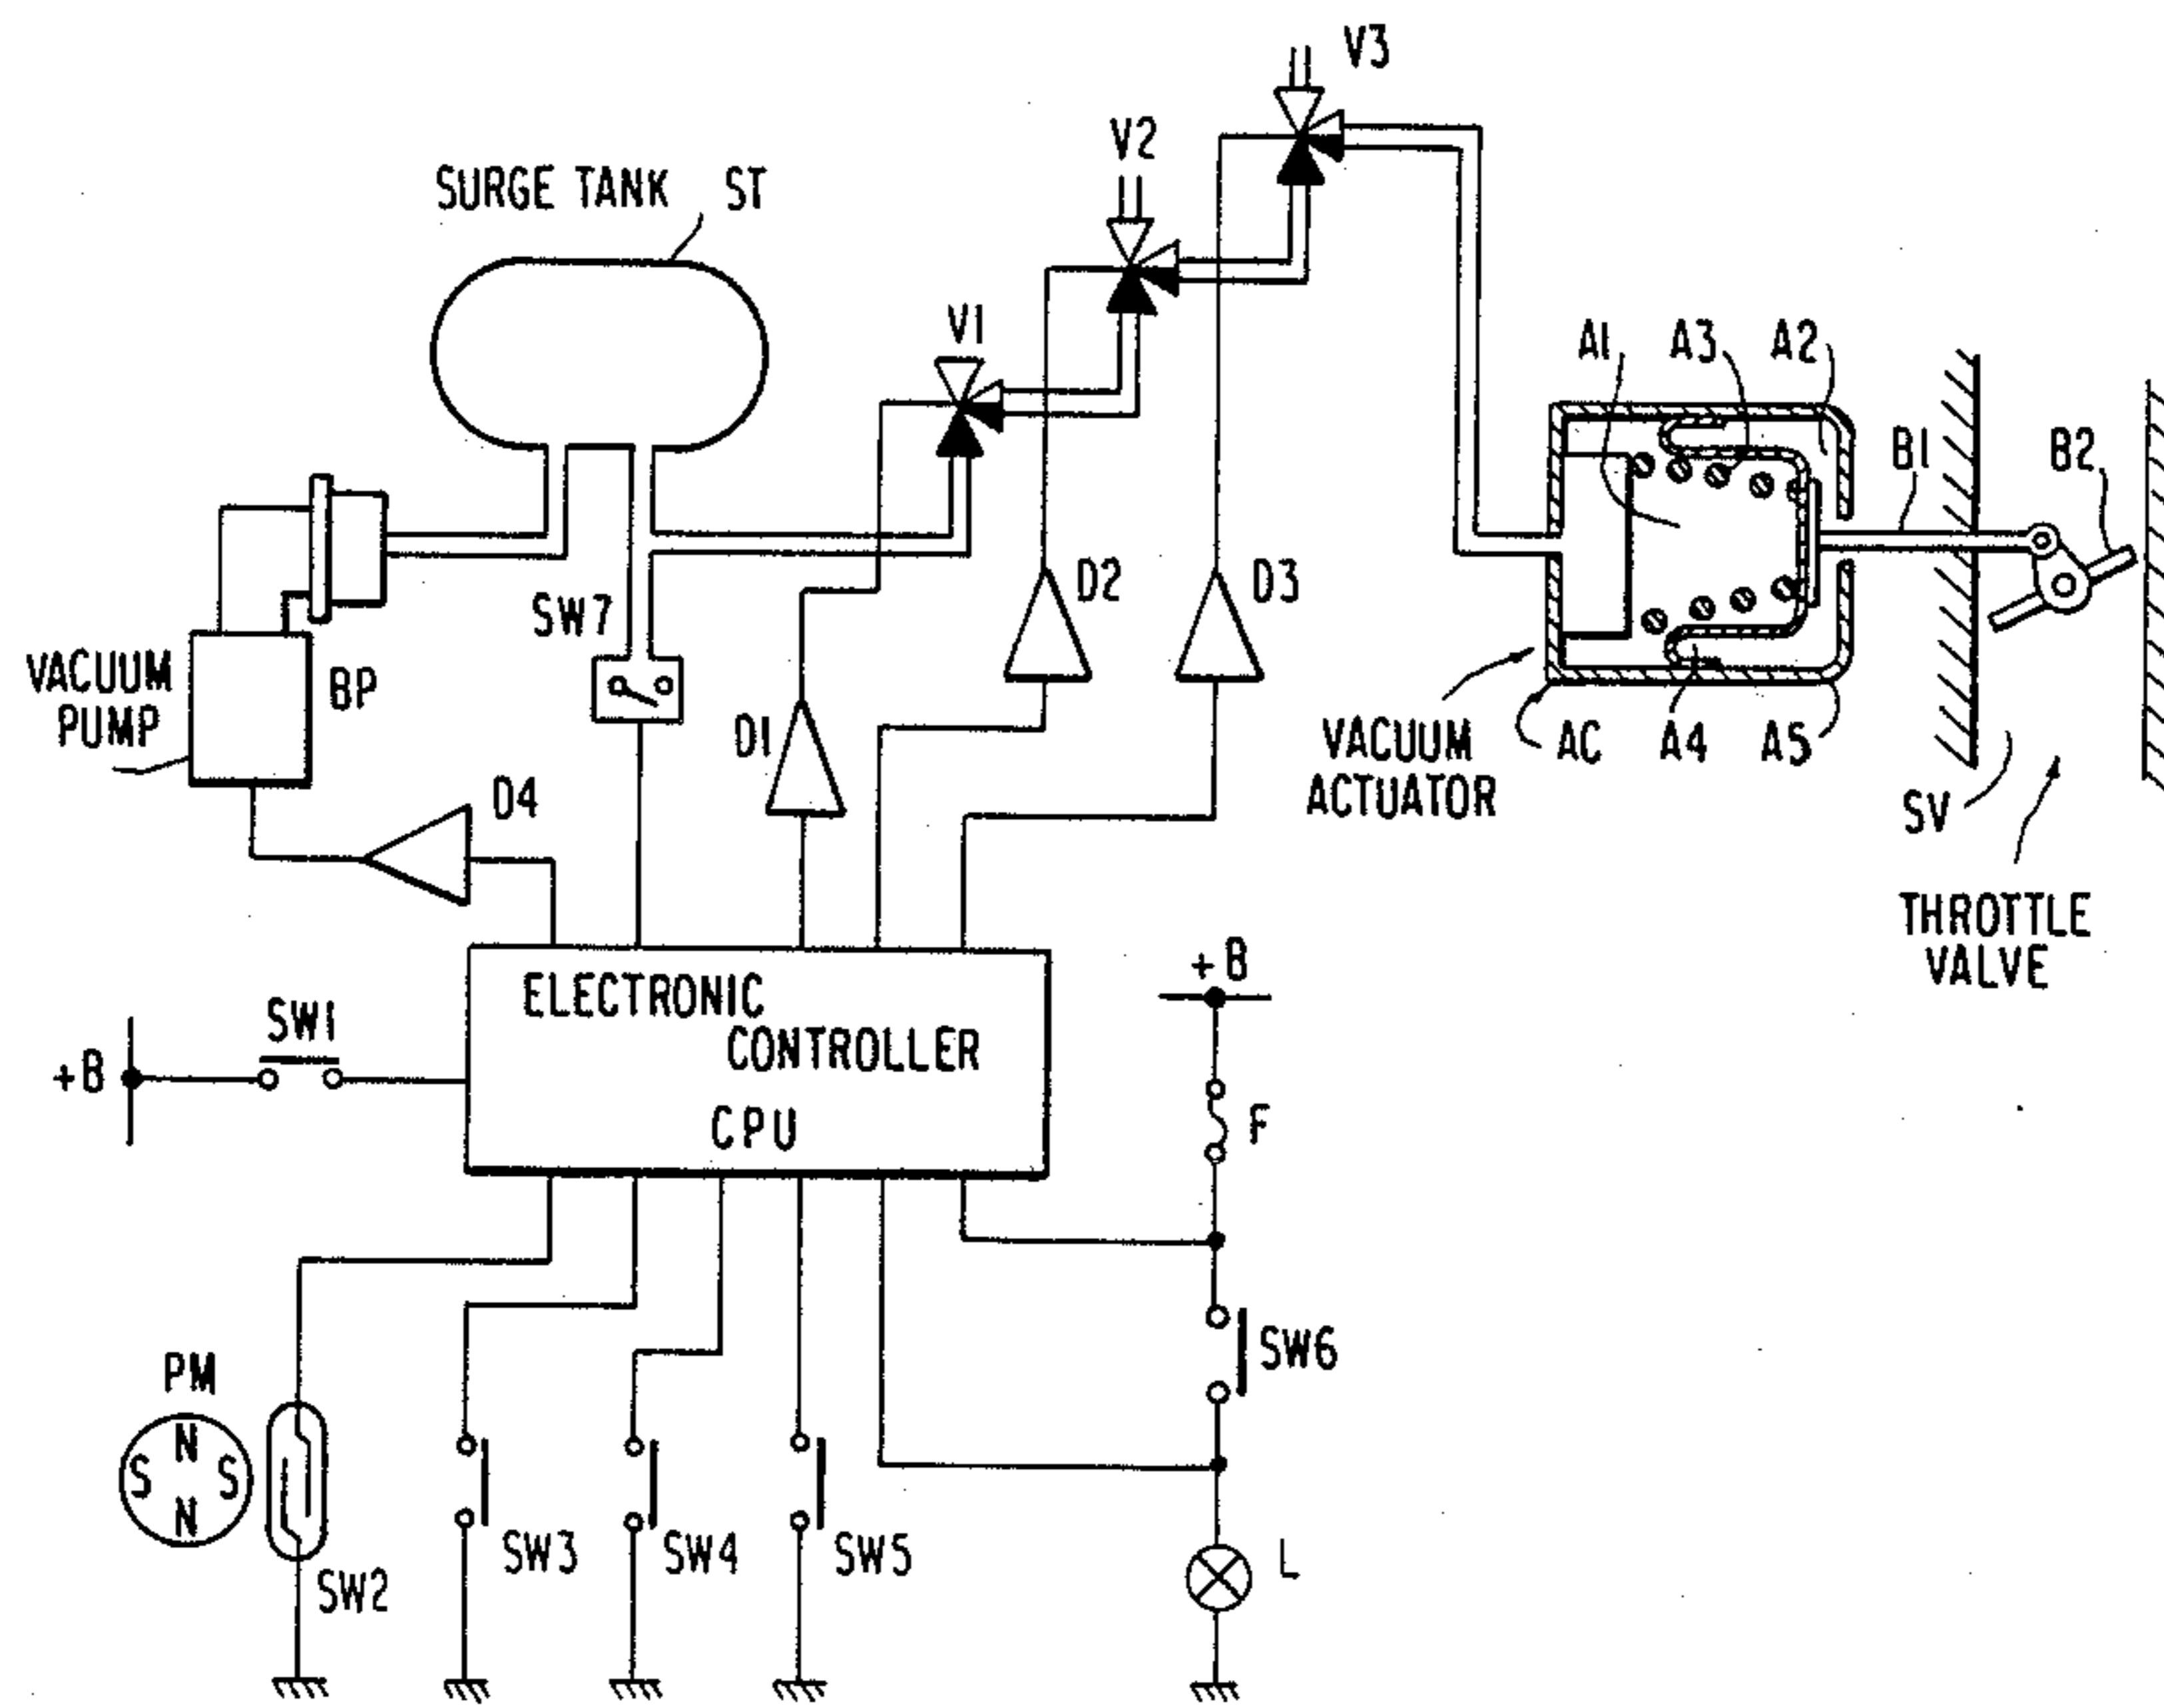 V3
V2
SURGE TANK ST
V1
A1 A3 A2
B1 B2
SW7
D2 D3
VACUUM
PUMP
BP
D1
D4
VACUUM
ACTUATOR
AC A4 A5
SV
THROTTLE
VALVE
ELECTRONIC
CONTROLLER
CPU
+B
SW1
+B
F
SW6
PM
N
S S
N
SW2
SW3
SW4
SW5
L